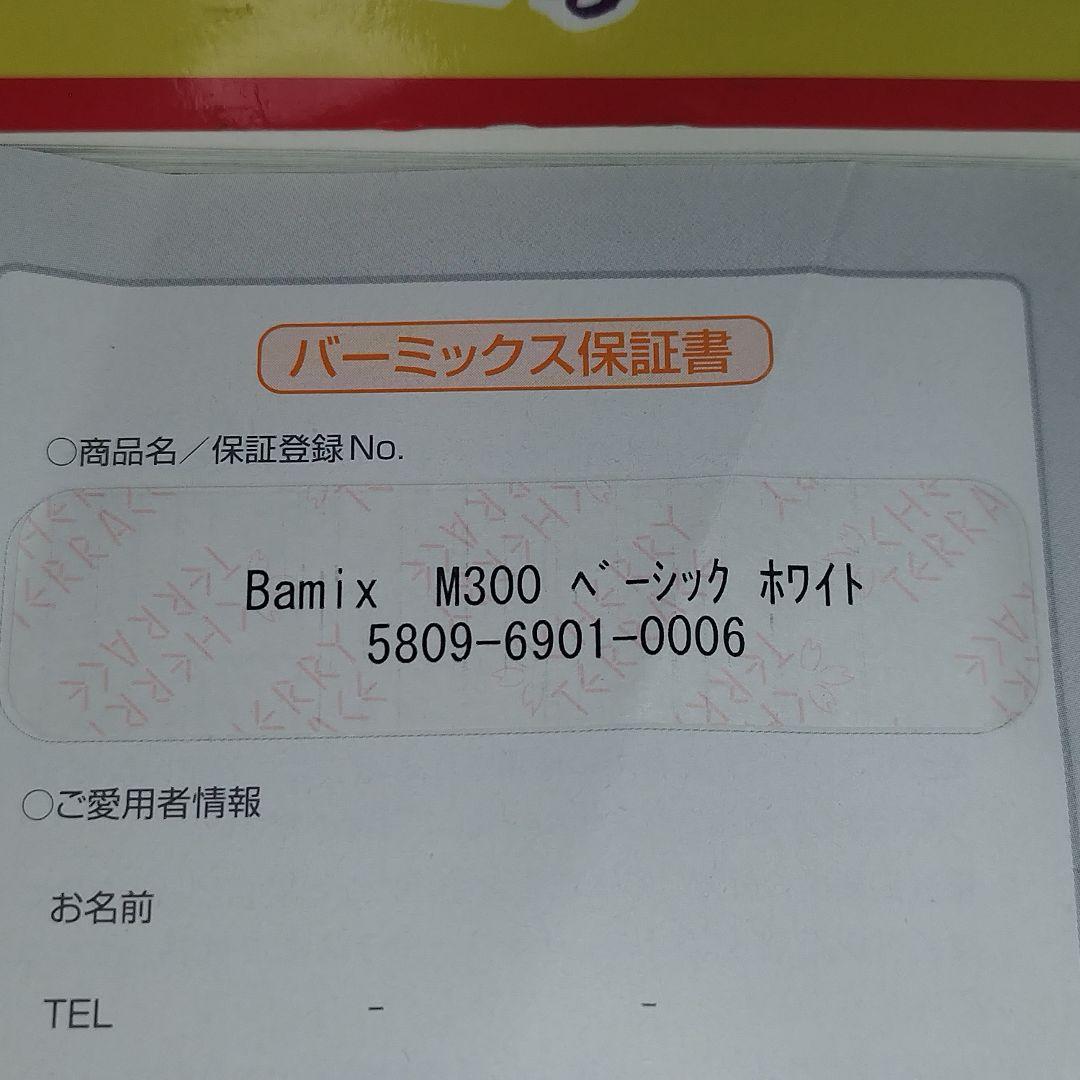 バーミックス保証書
○商品名／保証登録No.
Bamix M300 ﾍﾞｰｼｯｸ ﾎﾜｲﾄ
5809-6901-0006
○ご愛用者情報
お名前
TEL - -